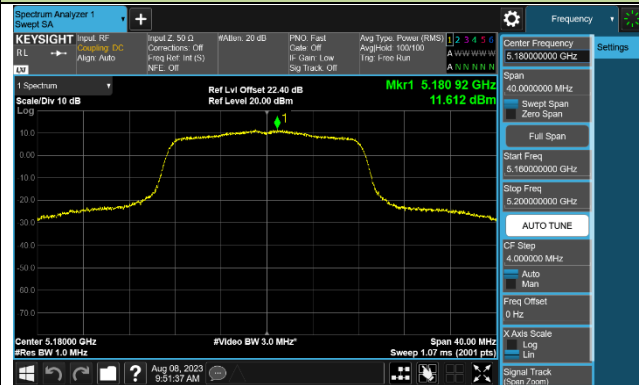 Spectrum Analyzer 1
Swept SA
Frequency
KEYSIGHT
RL
Input: RF
Coupling: DC
Align: Auto
Input Z: 50 Ω
Corrections: Off
Freq Ref: Int (S)
NFE: Off
#Atten: 20 dB
PNO: Fast
Gate: Off
IF Gain: Low
Sig Track: Off
Avg Type: Power (RMS)
Avg|Hold: 100/100
Trig: Free Run
1 2 3 4 5 6
A W W W W W
A N N N N N
1 Spectrum
Scale/Div 10 dB
Ref Lvl Offset 22.40 dB
Ref Level 20.00 dBm
Mkr1 5.180 92 GHz
11.612 dBm
Log
1
10.0
0.00
-10.0
-20.0
-30.0
-40.0
-50.0
-60.0
-70.0
Center 5.18000 GHz
#Res BW 1.0 MHz
#Video BW 3.0 MHz*
Span 40.00 MHz
Sweep 1.07 ms (2001 pts)
Center Frequency
5.180000000 GHz
Settings
Span
40.0000000 MHz
Swept Span
Zero Span
Full Span
Start Freq
5.160000000 GHz
Stop Freq
5.200000000 GHz
AUTO TUNE
CF Step
4.000000 MHz
Auto
Man
Freq Offset
0 Hz
X Axis Scale
Log
Lin
Signal Track
(Span Zoom)
Aug 08, 2023
9:51:37 AM